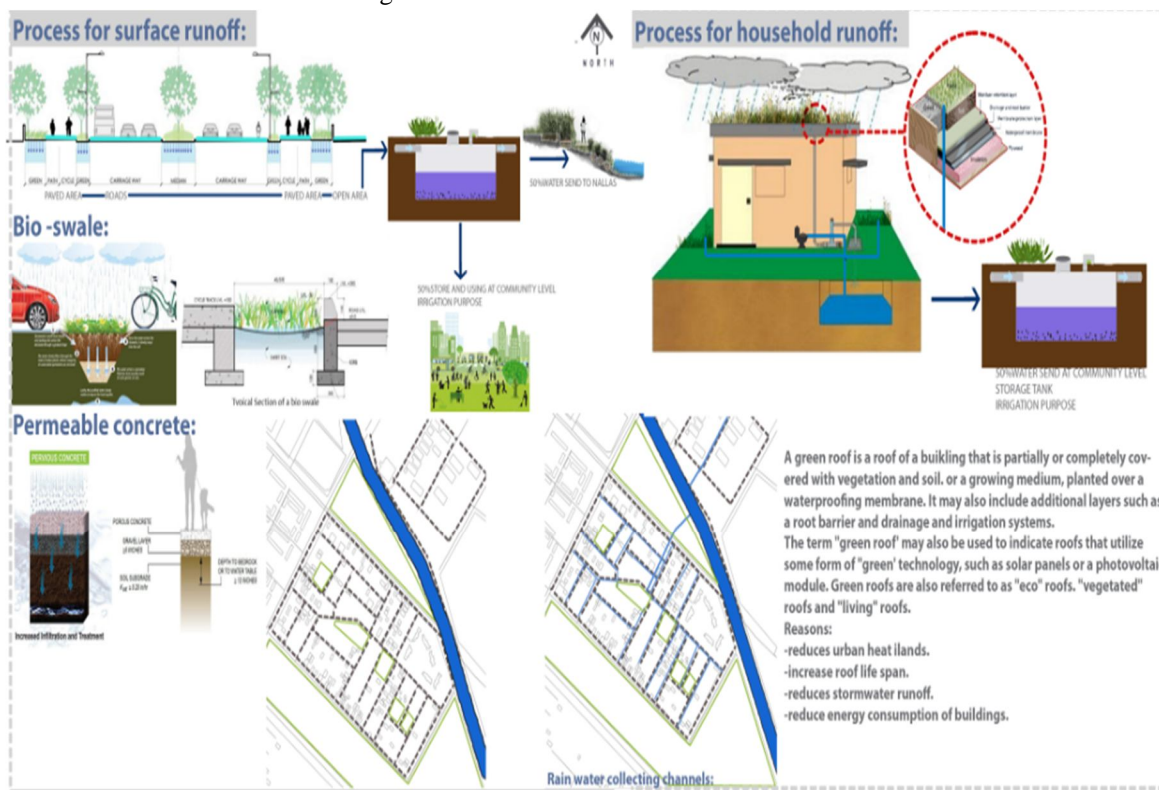 Process for surface runoff:
N
NORTH
GREEN PATH CYCLE GREEN CARRIAGE WAY MEDIAN CARRIAGE WAY GREEN CYCLE PATH GREEN
PAVED AREA ROADS PAVED AREA OPEN AREA
50%WATER SEND TO NALLAS
50%STORE AND USING AT COMMUNITY LEVEL
IRRIGATION PURPOSE
Process for household runoff:
50%WATER SEND AT COMMUNITY LEVEL
STORAGE TANK
IRRIGATION PURPOSE
Bio -swale:
Typical Section of a bio swale
Permeable concrete:
PERVIOUS CONCRETE
Increased Infiltration and Treatment
POROUS CONCRETE
GRAVEL LAYER
SOIL SUBGRADE
DEPTH TO BEDROCK
OR TO WATER TABLE
Rain water collecting channels:
A green roof is a roof of a buikling that is partially or completely cov-
ered with vegetation and soil. or a growing medium, planted over a
waterproofing membrane. It may also include additional layers such as
a root barrier and drainage and irrigation systems.
The term "green roof' may also be used to indicate roofs that utilize
some form of "green' technology, such as solar panels or a photovoltai
module. Green roofs are also referred to as "eco" roofs. "vegetated"
roofs and "living" roofs.
Reasons:
-reduces urban heat ilands.
-increase roof life span.
-reduces stormwater runoff.
-reduce energy consumption of buildings.